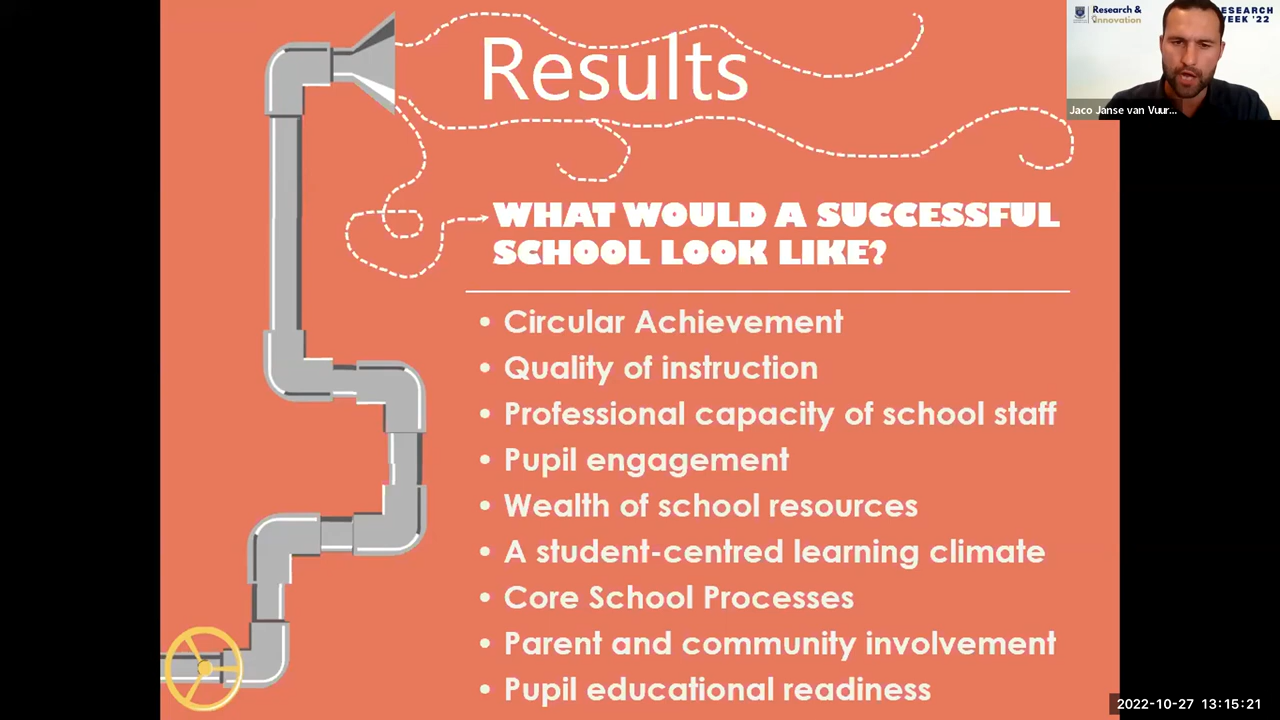 Results
Research &
Innovation
RESEARCH
WEEK '22
Jaco Janse van Vuur...
WHAT WOULD A SUCCESSFUL
SCHOOL LOOK LIKE?
• Circular Achievement
• Quality of instruction
• Professional capacity of school staff
• Pupil engagement
• Wealth of school resources
• A student-centred learning climate
• Core School Processes
• Parent and community involvement
• Pupil educational readiness
2022-10-27 13:15:21